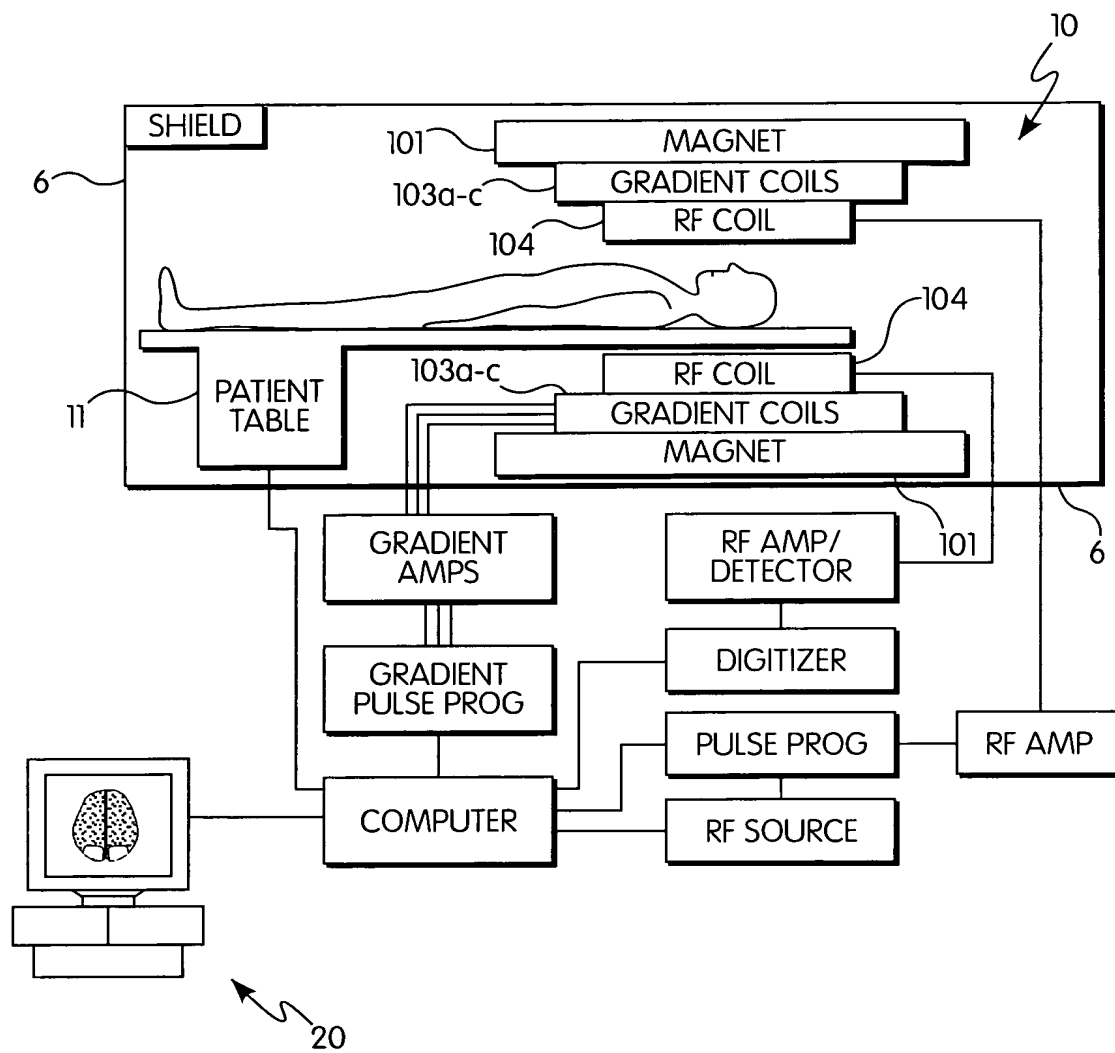 10
SHIELD
101
MAGNET
6
103a-c
GRADIENT COILS
104
RF COIL
104
103a-c
RF COIL
11
PATIENT
TABLE
GRADIENT COILS
MAGNET
101
6
GRADIENT
AMPS
RF AMP/
DETECTOR
GRADIENT
PULSE PROG
DIGITIZER
PULSE PROG
RF AMP
COMPUTER
RF SOURCE
20